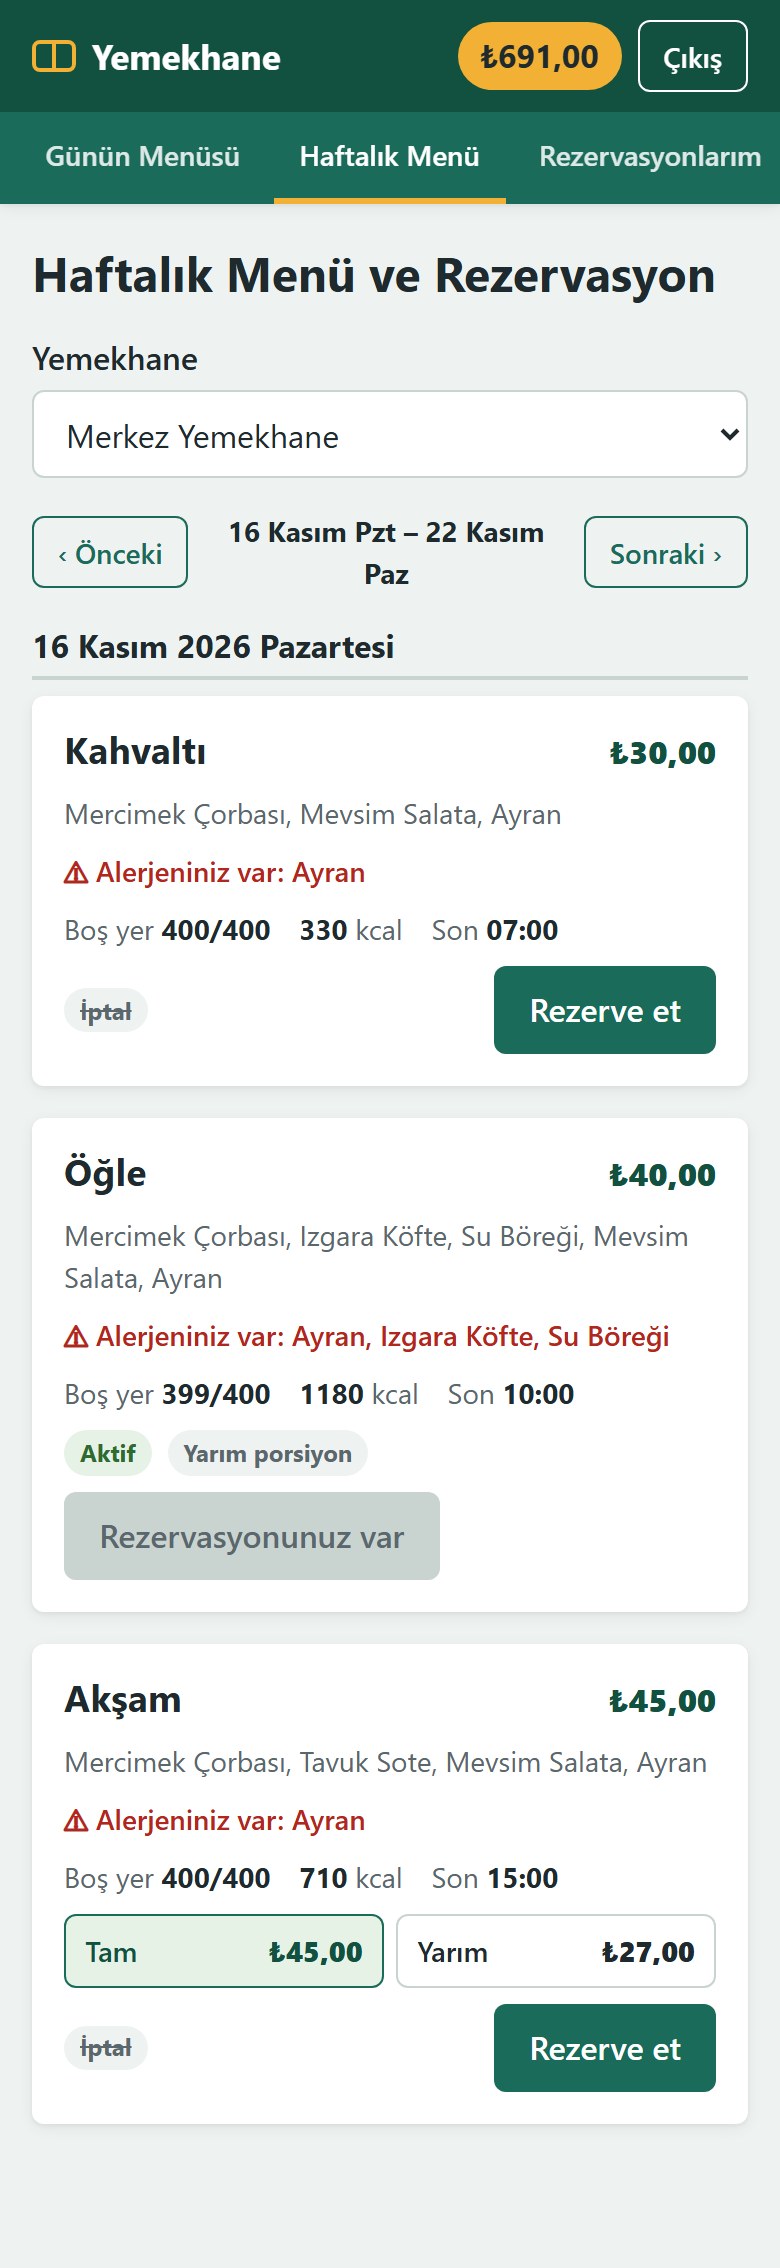 Yemekhane
₺691,00
Çıkış
Günün Menüsü
Haftalık Menü
Rezervasyonlarım
Haftalık Menü ve Rezervasyon
Yemekhane
Merkez Yemekhane
‹ Önceki
16 Kasım Pzt – 22 Kasım
Paz
Sonraki ›
16 Kasım 2026 Pazartesi
Kahvaltı ₺30,00
Mercimek Çorbası, Mevsim Salata, Ayran
⚠ Alerjeniniz var: Ayran
Boş yer 400/400 330 kcal Son 07:00
İptal
Rezerve et
Öğle ₺40,00
Mercimek Çorbası, Izgara Köfte, Su Böreği, Mevsim
Salata, Ayran
⚠ Alerjeniniz var: Ayran, Izgara Köfte, Su Böreği
Boş yer 399/400 1180 kcal Son 10:00
Aktif Yarım porsiyon
Rezervasyonunuz var
Akşam ₺45,00
Mercimek Çorbası, Tavuk Sote, Mevsim Salata, Ayran
⚠ Alerjeniniz var: Ayran
Boş yer 400/400 710 kcal Son 15:00
Tam ₺45,00
Yarım ₺27,00
İptal
Rezerve et